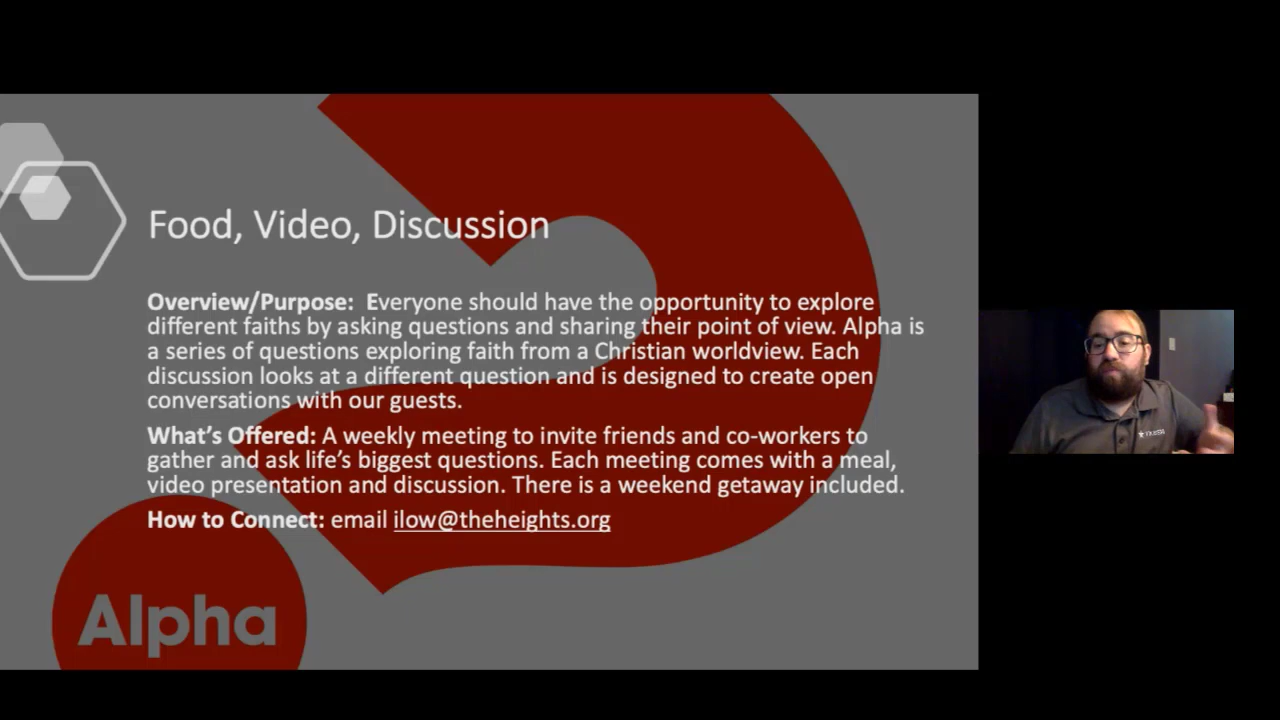 Food, Video, Discussion
Overview/Purpose: Everyone should have the opportunity to explore
different faiths by asking questions and sharing their point of view. Alpha is
a series of questions exploring faith from a Christian worldview. Each
discussion looks at a different question and is designed to create open
conversations with our guests.
What's Offered: A weekly meeting to invite friends and co-workers to
gather and ask life's biggest questions. Each meeting comes with a meal,
video presentation and discussion. There is a weekend getaway included.
How to Connect: email ilow@theheights.org
Alpha